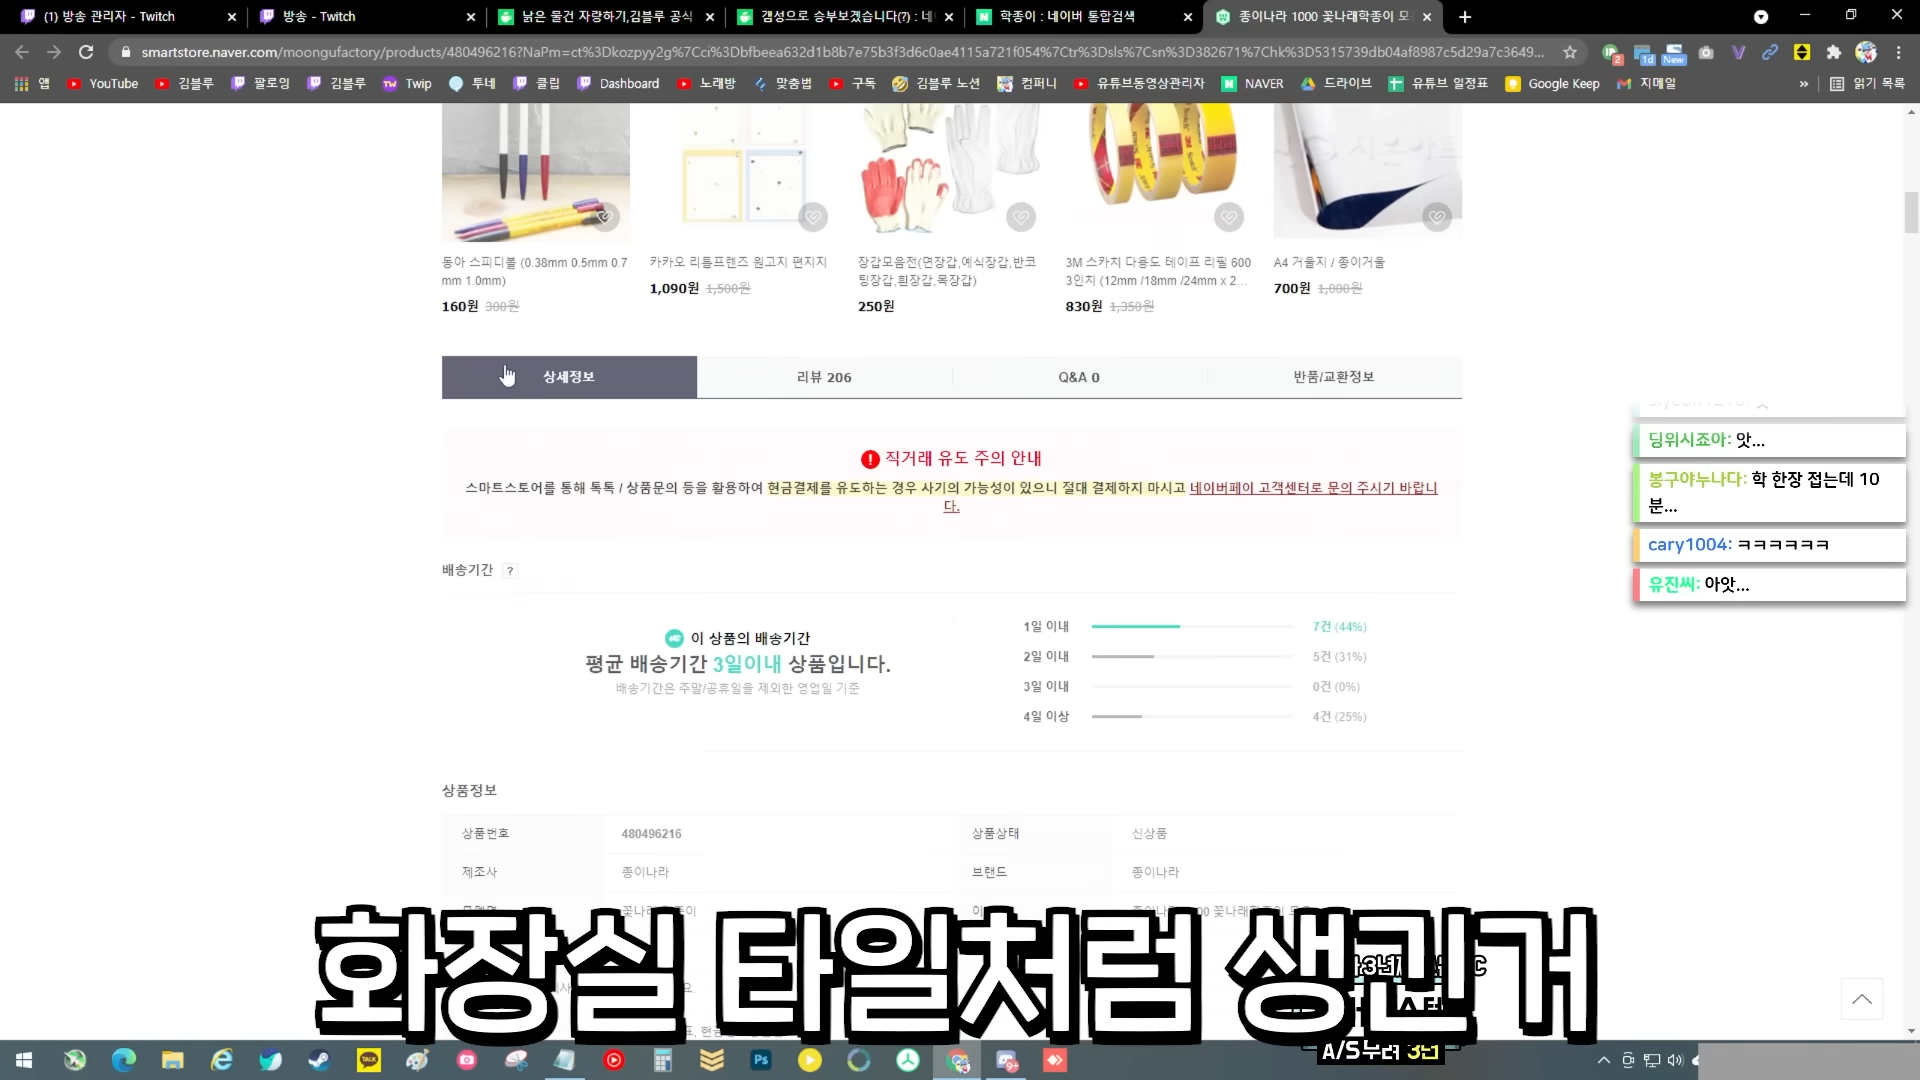 (1) 방송 관리자 - Twitch
방송 - Twitch
낡은 물건 자랑하기,김블루 공식
갬성으로 승부보겠습니다(?) : 네
학종이 : 네이버 통합검색
종이나라 1000 꽃나래학종이 모
smartstore.naver.com/moongufactory/products/480496216?NaPm=ct%3Dkozpyy2g%7Cci%3Dbfbeea632d1b8b7e75b3f3d6c0ae4115a721f054%7Ctr%3Dsls%7Csn%3D382671%7Chk%3D5315739db04af8987c5d29a7c3649...
2
1d
New
앱
YouTube
김블루
팔로잉
김블루
Twip
투네
클립
Dashboard
노래방
맞춤법
구독
김블루 노션
컴퍼니
유튜브동영상관리자
NAVER
드라이브
유튜브 일정표
Google Keep
지메일
»
읽기 목록
동아 스피디볼 (0.38mm 0.5mm 0.7
mm 1.0mm)
160원 300원
카카오 리틀프렌즈 원고지 편지지
1,090원 1,500원
장갑모음전(면장갑,예식장갑,반코
팅장갑,흰장갑,목장갑)
250원
3M 스카치 다용도 테이프 리필 600
3인치 (12mm /18mm /24mm x 2...
830원 1,350원
A4 거울지 / 종이거울
700원 1,000원
상세정보
리뷰 206
Q&A 0
반품/교환정보
직거래 유도 주의 안내
스마트스토어를 통해 톡톡 / 상품문의 등을 활용하여 현금결제를 유도하는 경우 사기의 가능성이 있으니 절대 결제하지 마시고 네이버페이 고객센터로 문의 주시기 바랍니
다.
딩위시죠아: 앗...
봉구야누나다: 학 한장 접는데 10
분...
cary1004: ㅋㅋㅋㅋㅋㅋ
유진씨: 아앗...
배송기간 ?
이 상품의 배송기간
평균 배송기간 3일이내 상품입니다.
배송기간은 주말/공휴일을 제외한 영업일 기준
1일 이내 7건 (44%)
2일 이내 5건 (31%)
3일 이내 0건 (0%)
4일 이상 4건 (25%)
상품정보
상품번호 480496216 상품상태 신상품
제조사 종이나라 브랜드 종이나라
화장실 타일처럼 생긴거
A/S무려 3년
TALK
Ps
9+